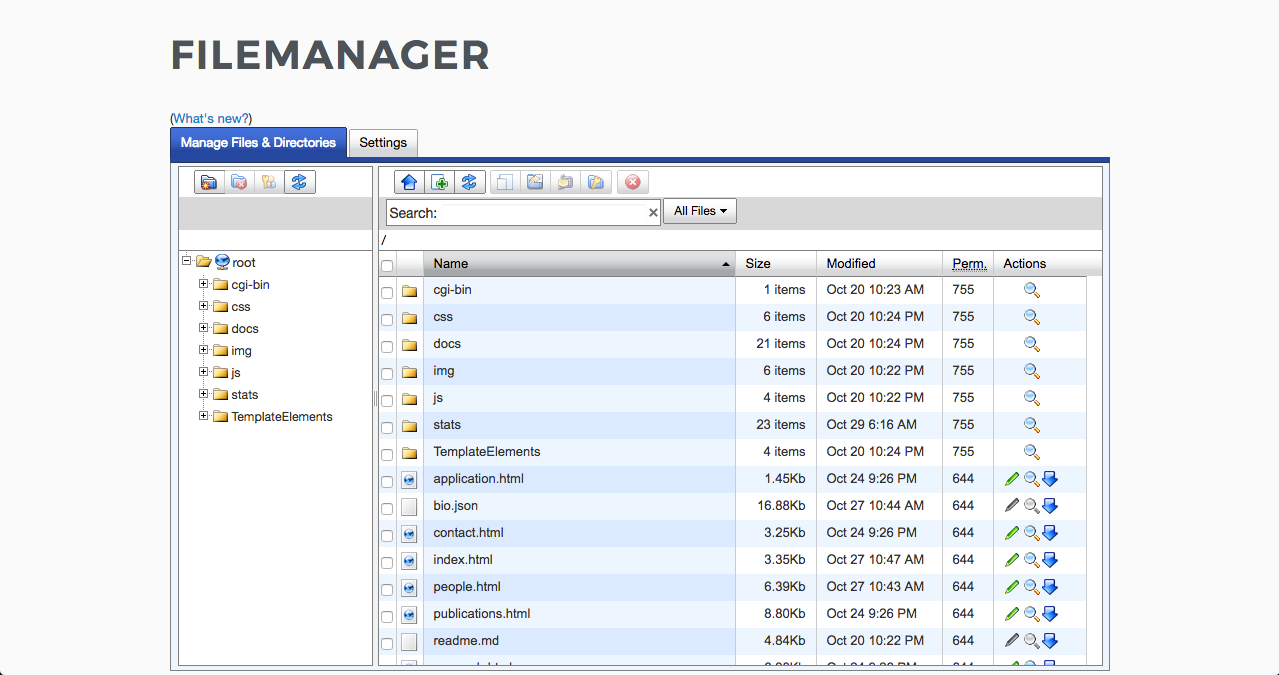 FILEMANAGER
(What's new?)
Manage Files & Directories Settings
Search: All Files
/
root
cgi-bin
css
docs
img
js
stats
TemplateElements
Name Size Modified Perm. Actions
cgi-bin 1 items Oct 20 10:23 AM 755
css 6 items Oct 20 10:24 PM 755
docs 21 items Oct 20 10:24 PM 755
img 6 items Oct 20 10:22 PM 755
js 4 items Oct 20 10:22 PM 755
stats 23 items Oct 29 6:16 AM 755
TemplateElements 4 items Oct 20 10:24 PM 755
application.html 1.45Kb Oct 24 9:26 PM 644
bio.json 16.88Kb Oct 27 10:44 AM 644
contact.html 3.25Kb Oct 24 9:26 PM 644
index.html 3.35Kb Oct 27 10:47 AM 644
people.html 6.39Kb Oct 27 10:43 AM 644
publications.html 8.80Kb Oct 24 9:26 PM 644
readme.md 4.84Kb Oct 20 10:22 PM 644